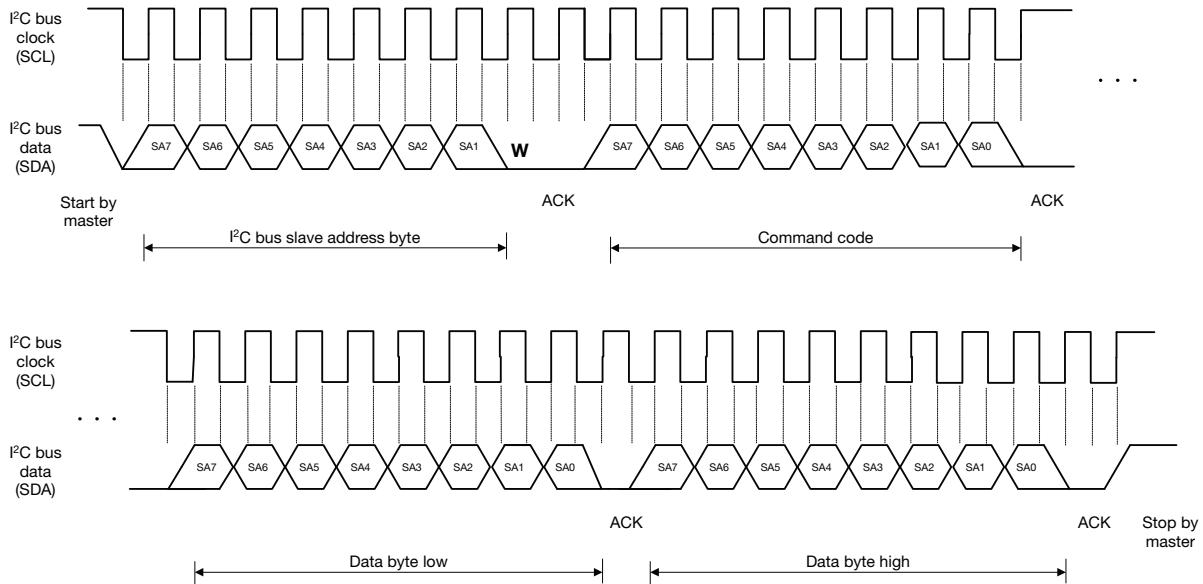 I²C bus
clock
(SCL)
. . .
I²C bus
data
(SDA)
SA7 SA6 SA5 SA4 SA3 SA2 SA1 W SA7 SA6 SA5 SA4 SA3 SA2 SA1 SA0
Start by
master
ACK ACK
I²C bus slave address byte Command code
I²C bus
clock
(SCL)
. . .
I²C bus
data
(SDA)
SA7 SA6 SA5 SA4 SA3 SA2 SA1 SA0 SA7 SA6 SA5 SA4 SA3 SA2 SA1 SA0
ACK ACK Stop by
master
Data byte low Data byte high